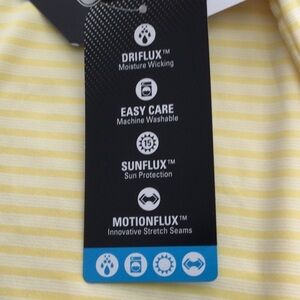 DRIFLUX™
Moisture Wicking
EASY CARE
Machine Washable
15
SUNFLUX™
Sun Protection
MOTIONFLUX™
Innovative Stretch Seams